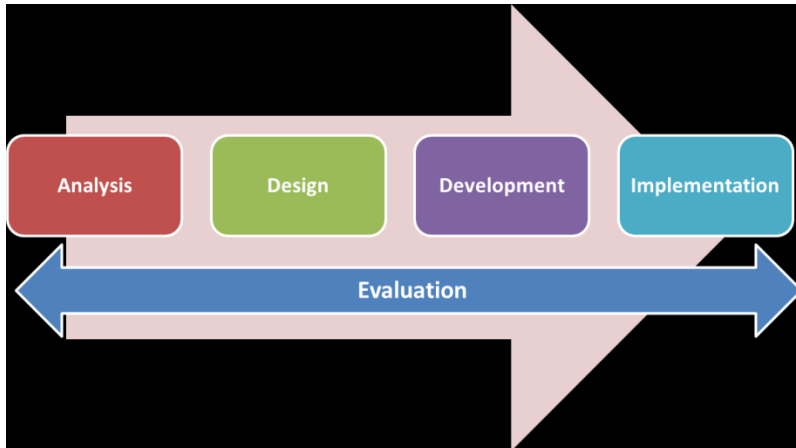 Analysis
Design
Development
Implementation
Evaluation